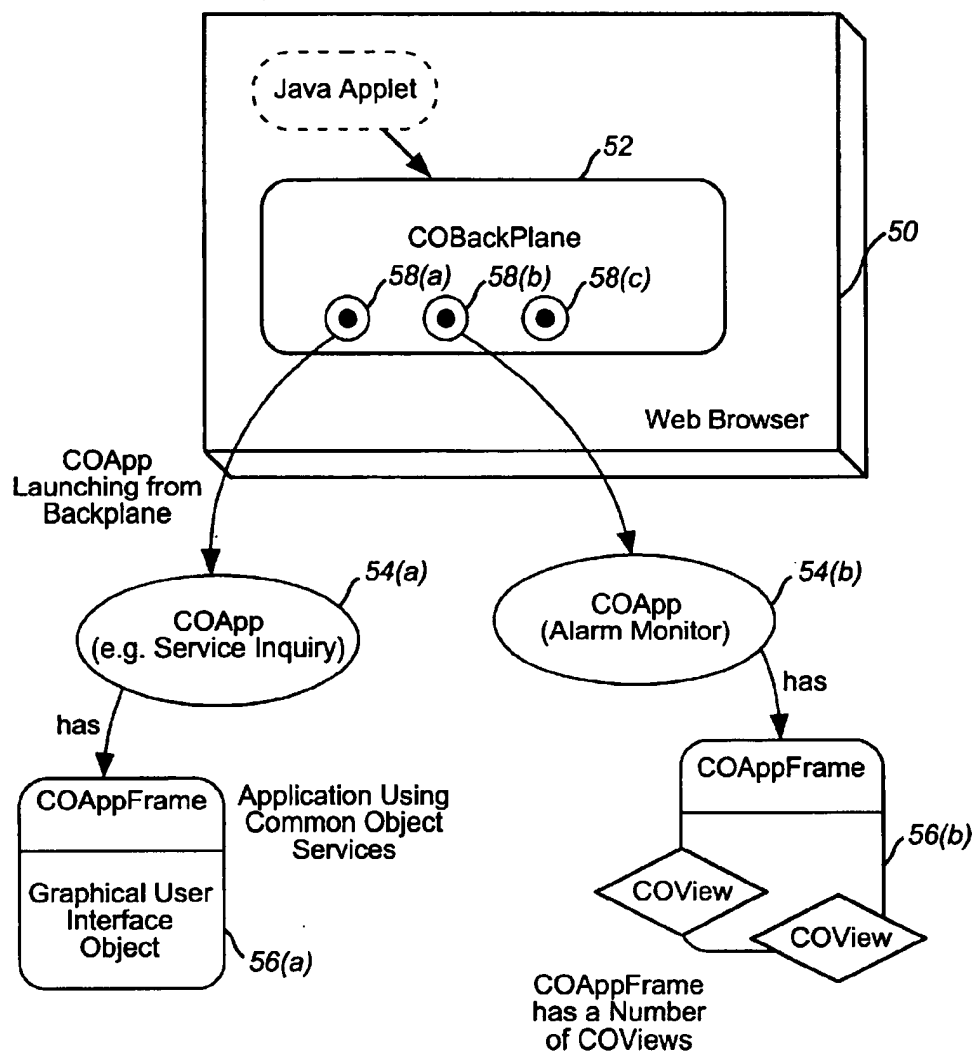 Java Applet
52
COBackPlane
50
58(a)
58(b)
58(c)
Web Browser
COApp
Launching from
Backplane
54(a)
COApp
(e.g. Service Inquiry)
54(b)
COApp
(Alarm Monitor)
has
has
COAppFrame
Graphical User
Interface
Object
56(a)
Application Using
Common Object
Services
COAppFrame
56(b)
COView
COView
COAppFrame
has a Number
of COViews